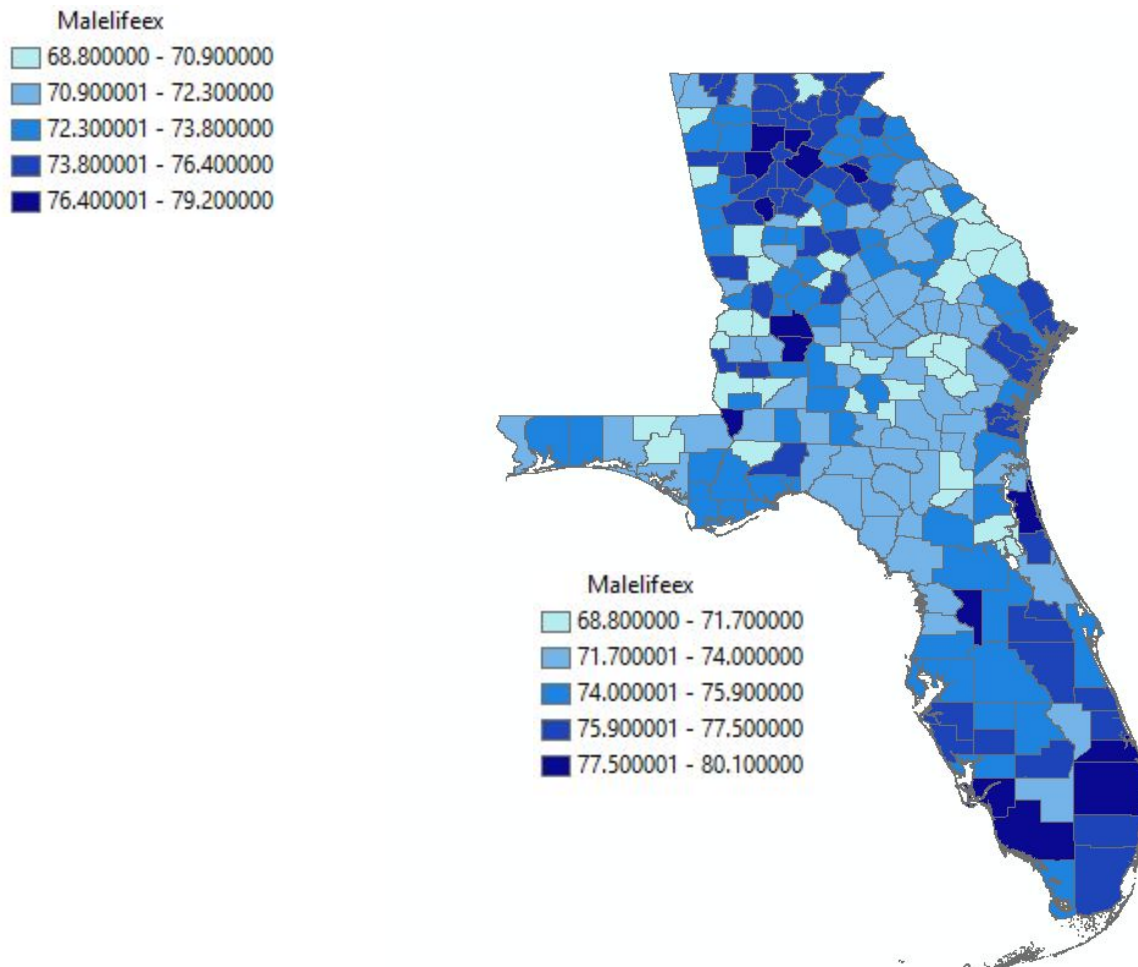 Malelifeex
68.800000 - 70.900000
70.900001 - 72.300000
72.300001 - 73.800000
73.800001 - 76.400000
76.400001 - 79.200000
Malelifeex
68.800000 - 71.700000
71.700001 - 74.000000
74.000001 - 75.900000
75.900001 - 77.500000
77.500001 - 80.100000